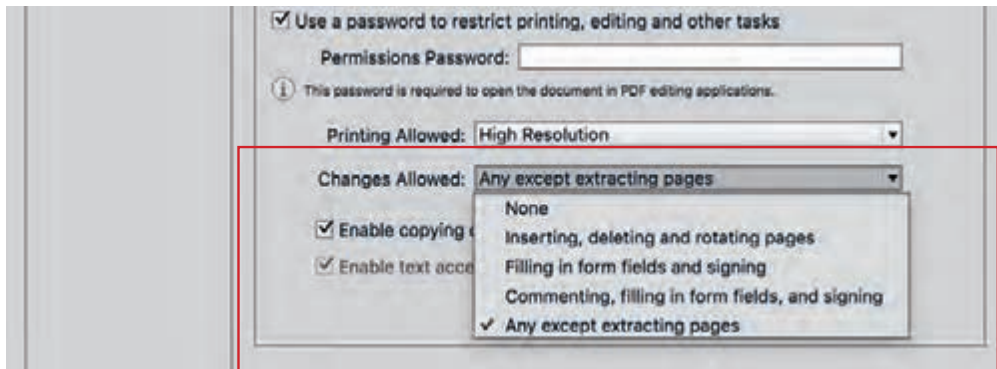 Use a password to restrict printing, editing and other tasks
Permissions Password:
This password is required to open the document in PDF editing applications.
Printing Allowed: High Resolution
Changes Allowed: Any except extracting pages
None
Enable copying
Inserting, deleting and rotating pages
Enable text acce
Filling in form fields and signing
Commenting, filling in form fields, and signing
Any except extracting pages